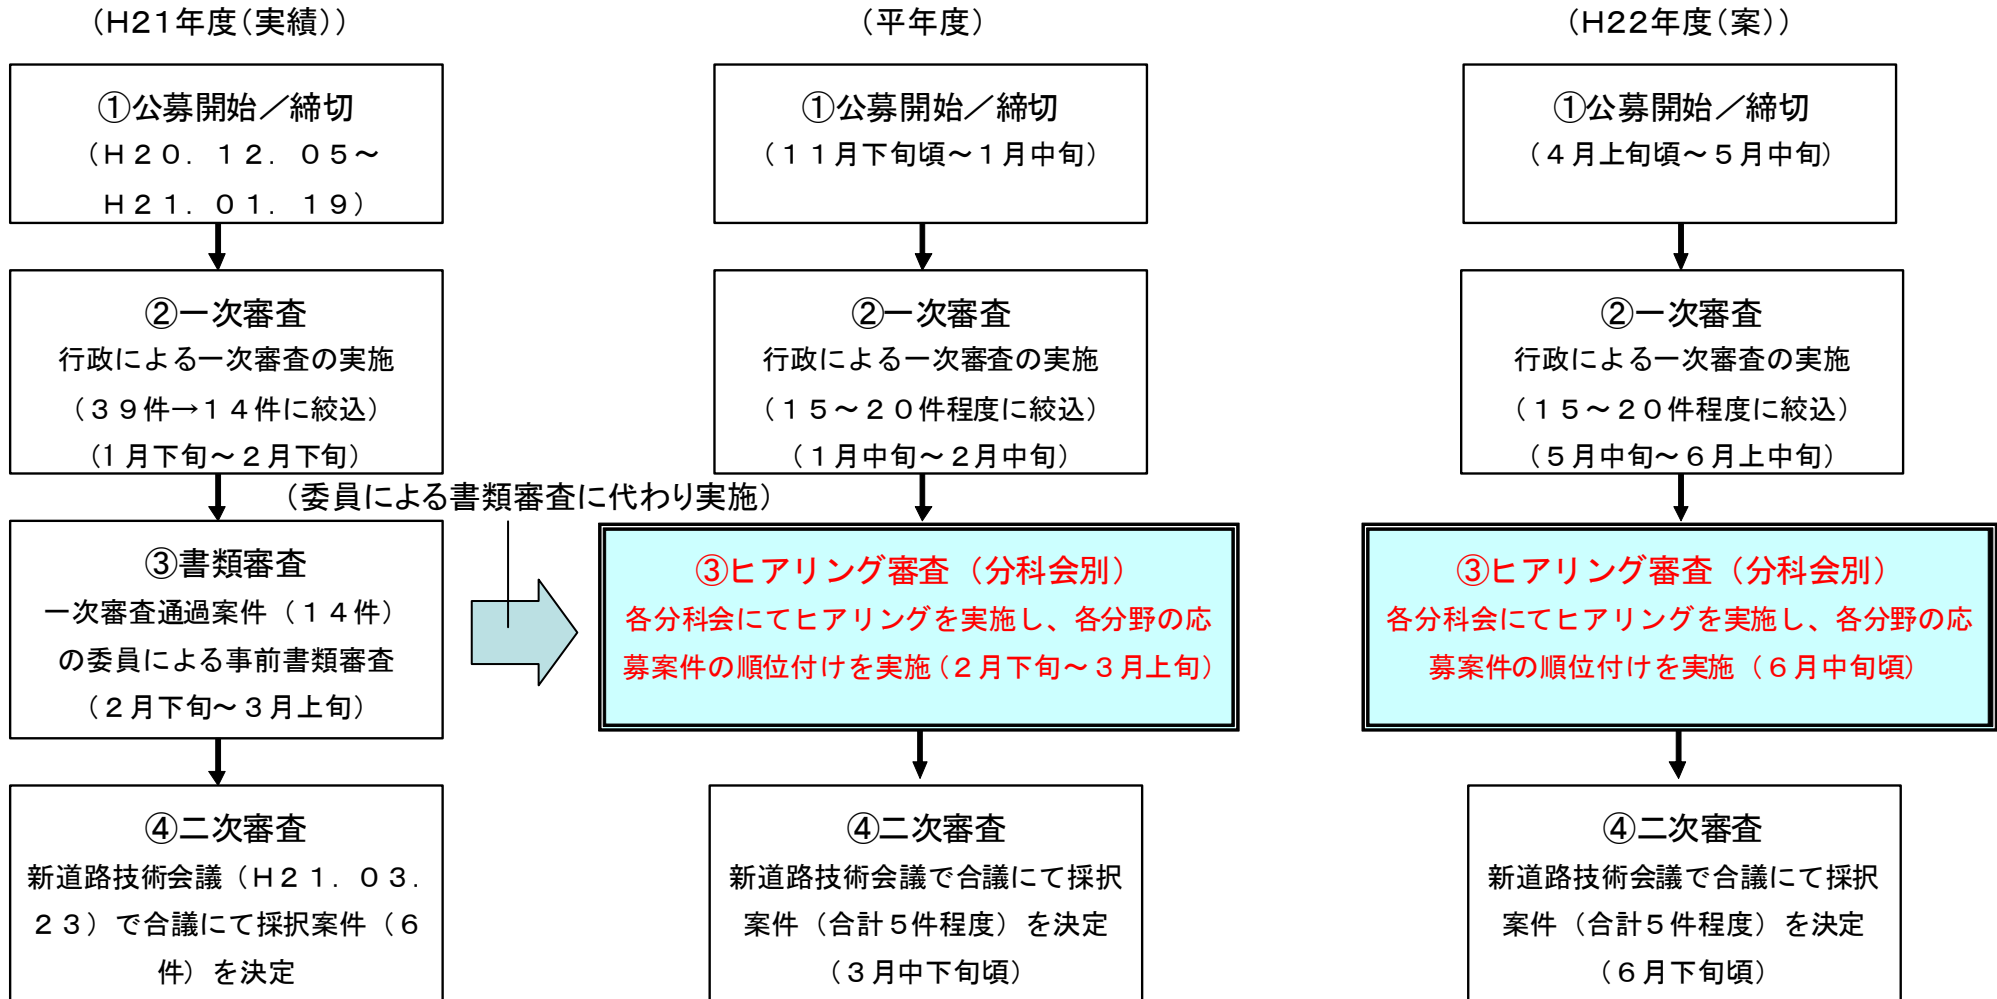 (H21年度(実績))
①公募開始／締切
（H20．12．05～
H21．01．19）
②一次審査
行政による一次審査の実施
（39件→14件に絞込）
（1月下旬～2月下旬）
③書類審査
一次審査通過案件（14件）
の委員による事前書類審査
（2月下旬～3月上旬）
④二次審査
新道路技術会議（H21．03．
23）で合議にて採択案件（6
件）を決定
（委員による書類審査に代わり実施）
（平年度）
①公募開始／締切
（11月下旬頃～1月中旬）
②一次審査
行政による一次審査の実施
（15～20件程度に絞込）
（1月中旬～2月中旬）
③ヒアリング審査（分科会別）
各分科会にてヒアリングを実施し、各分野の応
募案件の順位付けを実施（2月下旬～3月上旬）
④二次審査
新道路技術会議で合議にて採択
案件（合計5件程度）を決定
（3月中下旬頃）
（H22年度(案)）
①公募開始／締切
（4月上旬頃～5月中旬）
②一次審査
行政による一次審査の実施
（15～20件程度に絞込）
（5月中旬～6月上中旬）
③ヒアリング審査（分科会別）
各分科会にてヒアリングを実施し、各分野の応
募案件の順位付けを実施（6月中旬頃）
④二次審査
新道路技術会議で合議にて採択
案件（合計5件程度）を決定
（6月下旬頃）